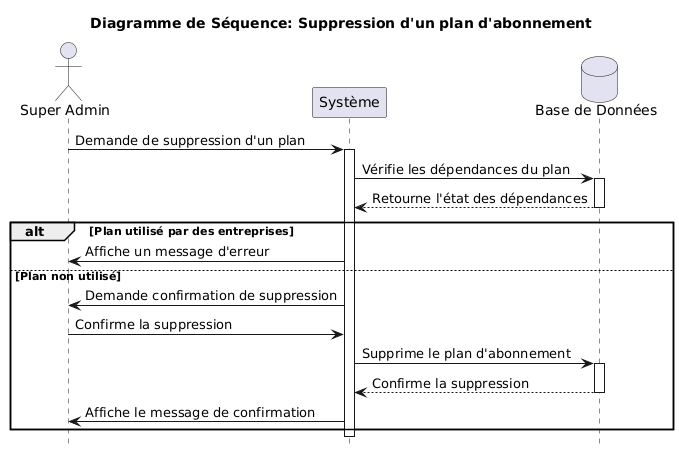 Diagramme de Séquence: Suppression d'un plan d'abonnement
Super Admin
Système
Base de Données
Demande de suppression d'un plan
Vérifie les dépendances du plan
Retourne l'état des dépendances
alt [Plan utilisé par des entreprises]
Affiche un message d'erreur
[Plan non utilisé]
Demande confirmation de suppression
Confirme la suppression
Supprime le plan d'abonnement
Confirme la suppression
Affiche le message de confirmation